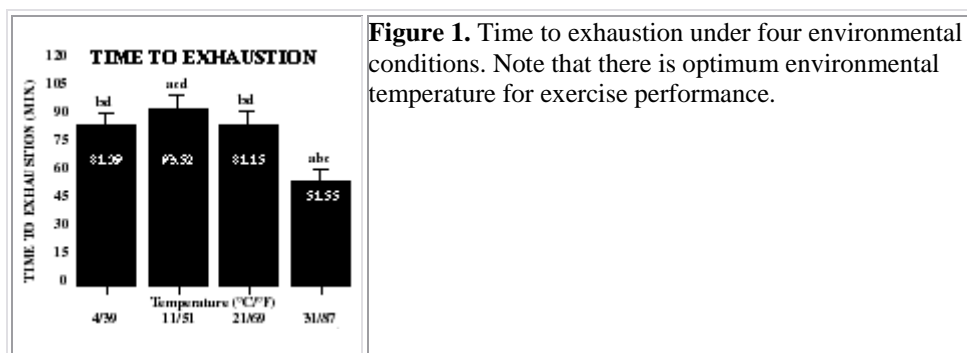 TIME TO EXHAUSTION
120
105
90
75
60
45
30
15
0
TIME TO EXHAUSTION (MIN)
bd
acd
bd
abc
81.15
51.55
Temperature (°C/°F)
4/39 11/51 21/69 31/87
Figure 1. Time to exhaustion under four environmental
conditions. Note that there is optimum environmental
temperature for exercise performance.